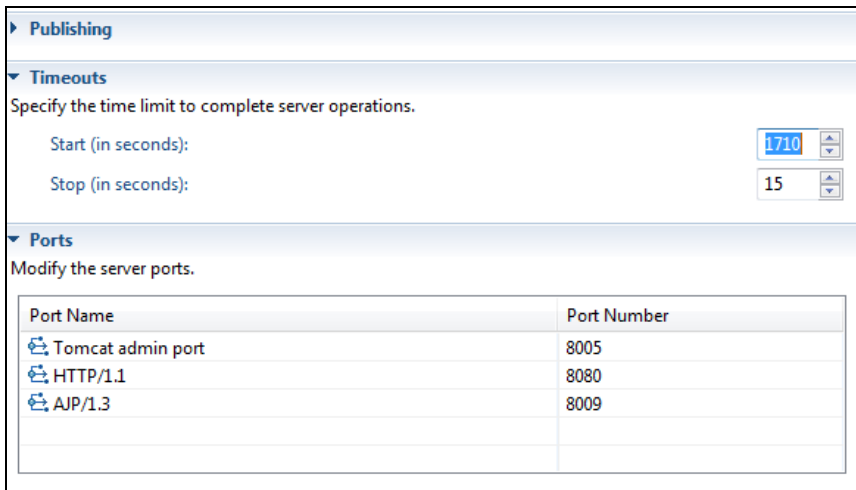 Publishing
Timeouts
Specify the time limit to complete server operations.
Start (in seconds): 1710
Stop (in seconds): 15
Ports
Modify the server ports.
Port Name Port Number
Tomcat admin port 8005
HTTP/1.1 8080
AJP/1.3 8009